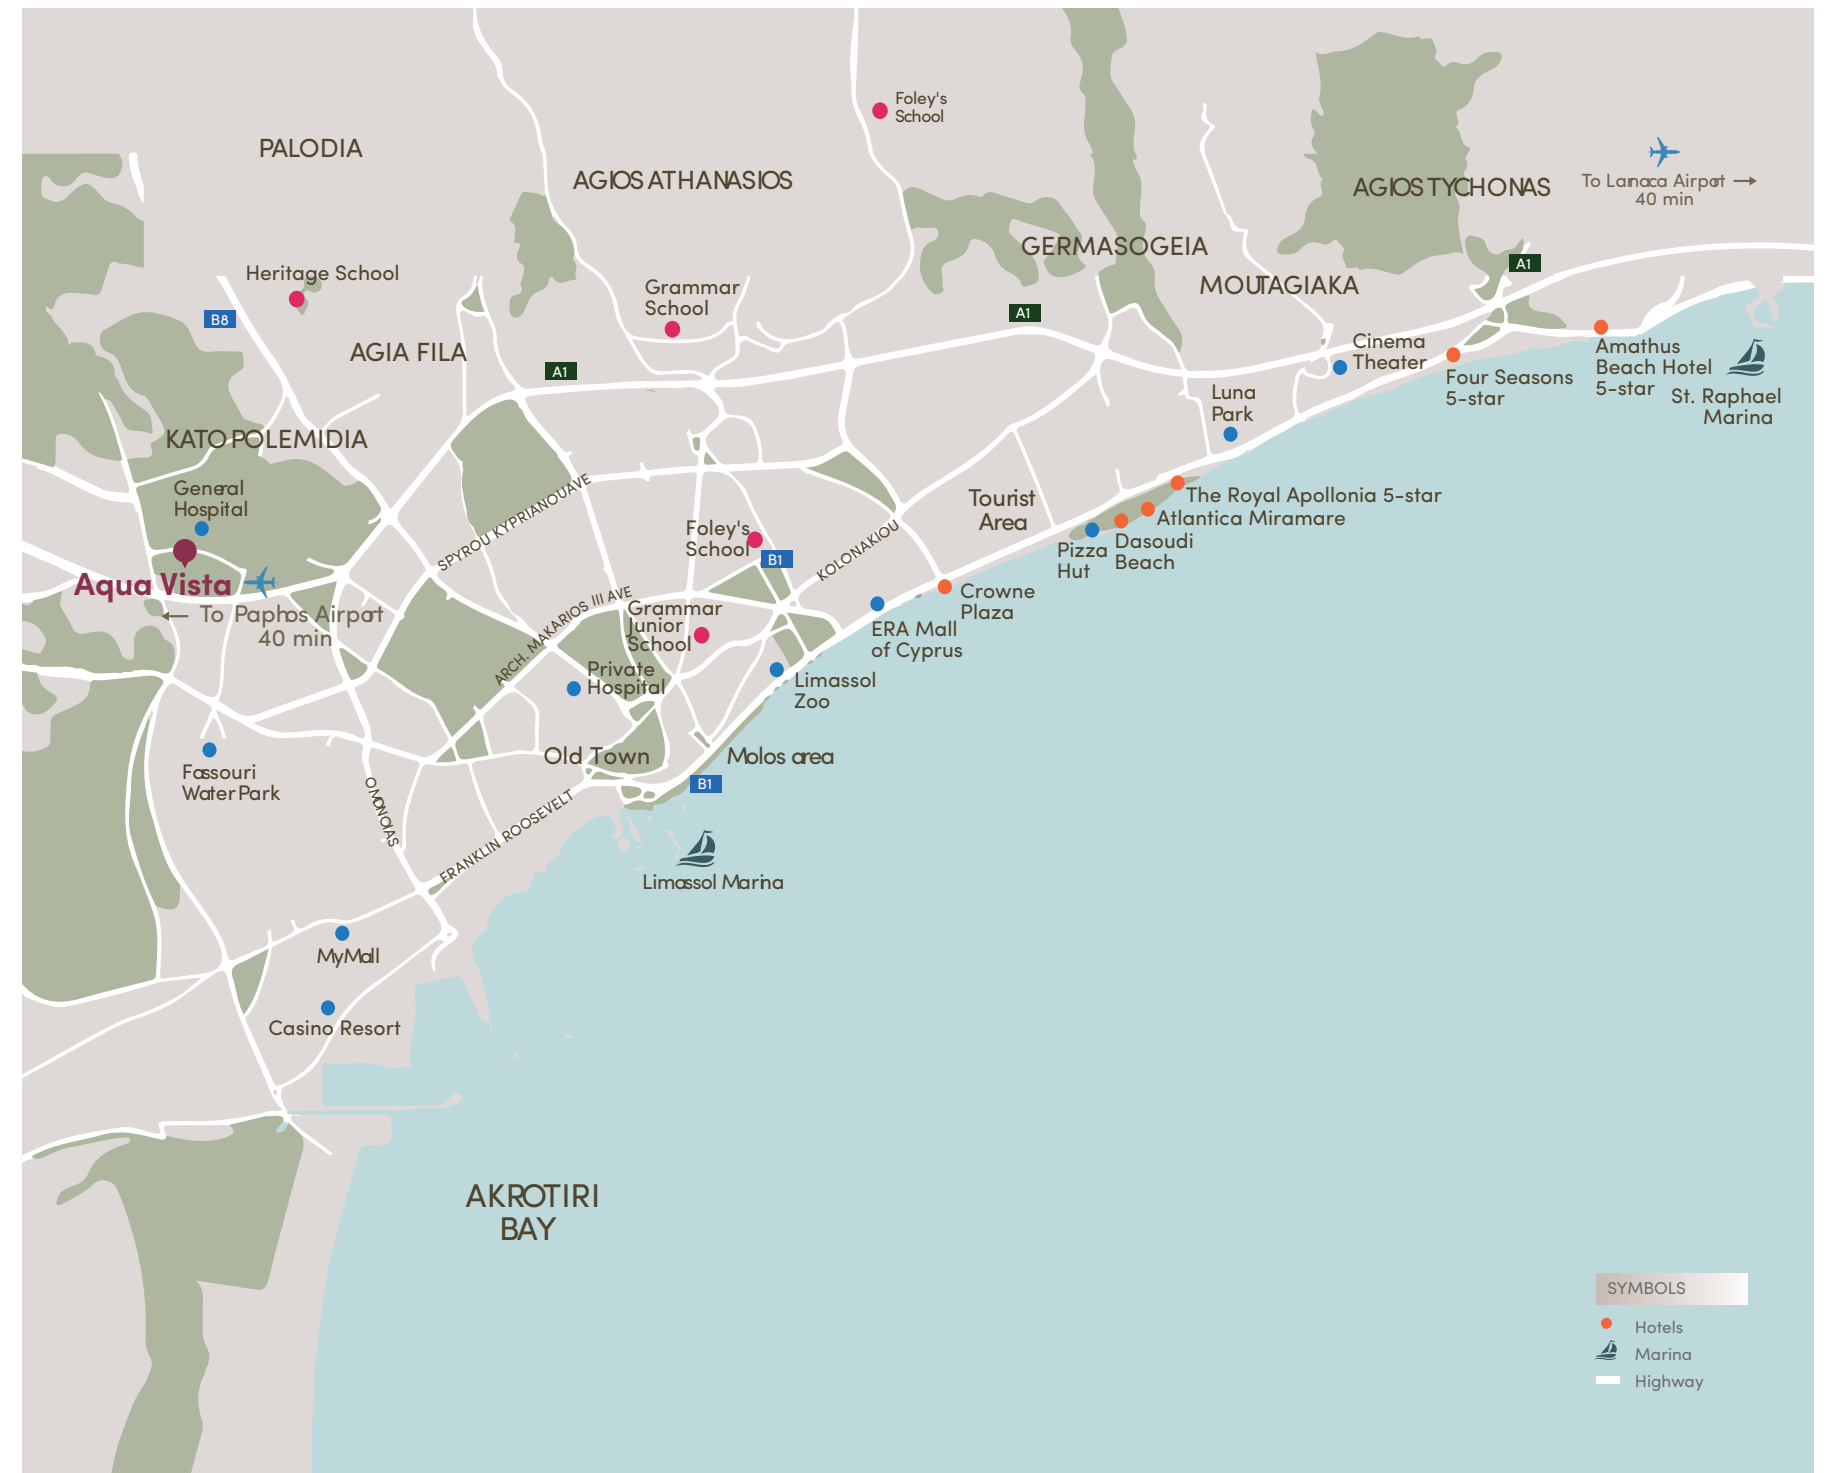 Foley's
School
PALODIA
AGIOS ATHANASIOS
AGIOS TYCHONAS
To Larnaca Airport
40 min
GERMASOGEIA
MOUTAGIAKA
A1
Heritage School
Grammar
School
B8
A1
AGIA FILA
A1
Cinema
Theater
Amathus
Beach Hotel
5-star
Four Seasons
5-star
St. Raphael
Marina
Luna
Park
KATO POLEMIDIA
General
Hospital
SPYROU KYPRIANOU AVE
Tourist
Area
The Royal Apollonia 5-star
Atlantica Miramare
Dasoudi
Beach
Pizza
Hut
Foley's
School
B1
KOLONAKIOU
Aqua Vista
To Paphos Airport
40 min
ARCH. MAKARIOS III AVE
Grammar
Junior
School
Crowne
Plaza
ERA Mall
of Cyprus
Private
Hospital
Limassol
Zoo
Old Town
Molos area
B1
Fassouri
Water Park
OMONOIAS
FRANKLIN ROOSEVELT
Limassol Marina
My Mall
Casino Resort
AKROTIRI
BAY
SYMBOLS
Hotels
Marina
Highway